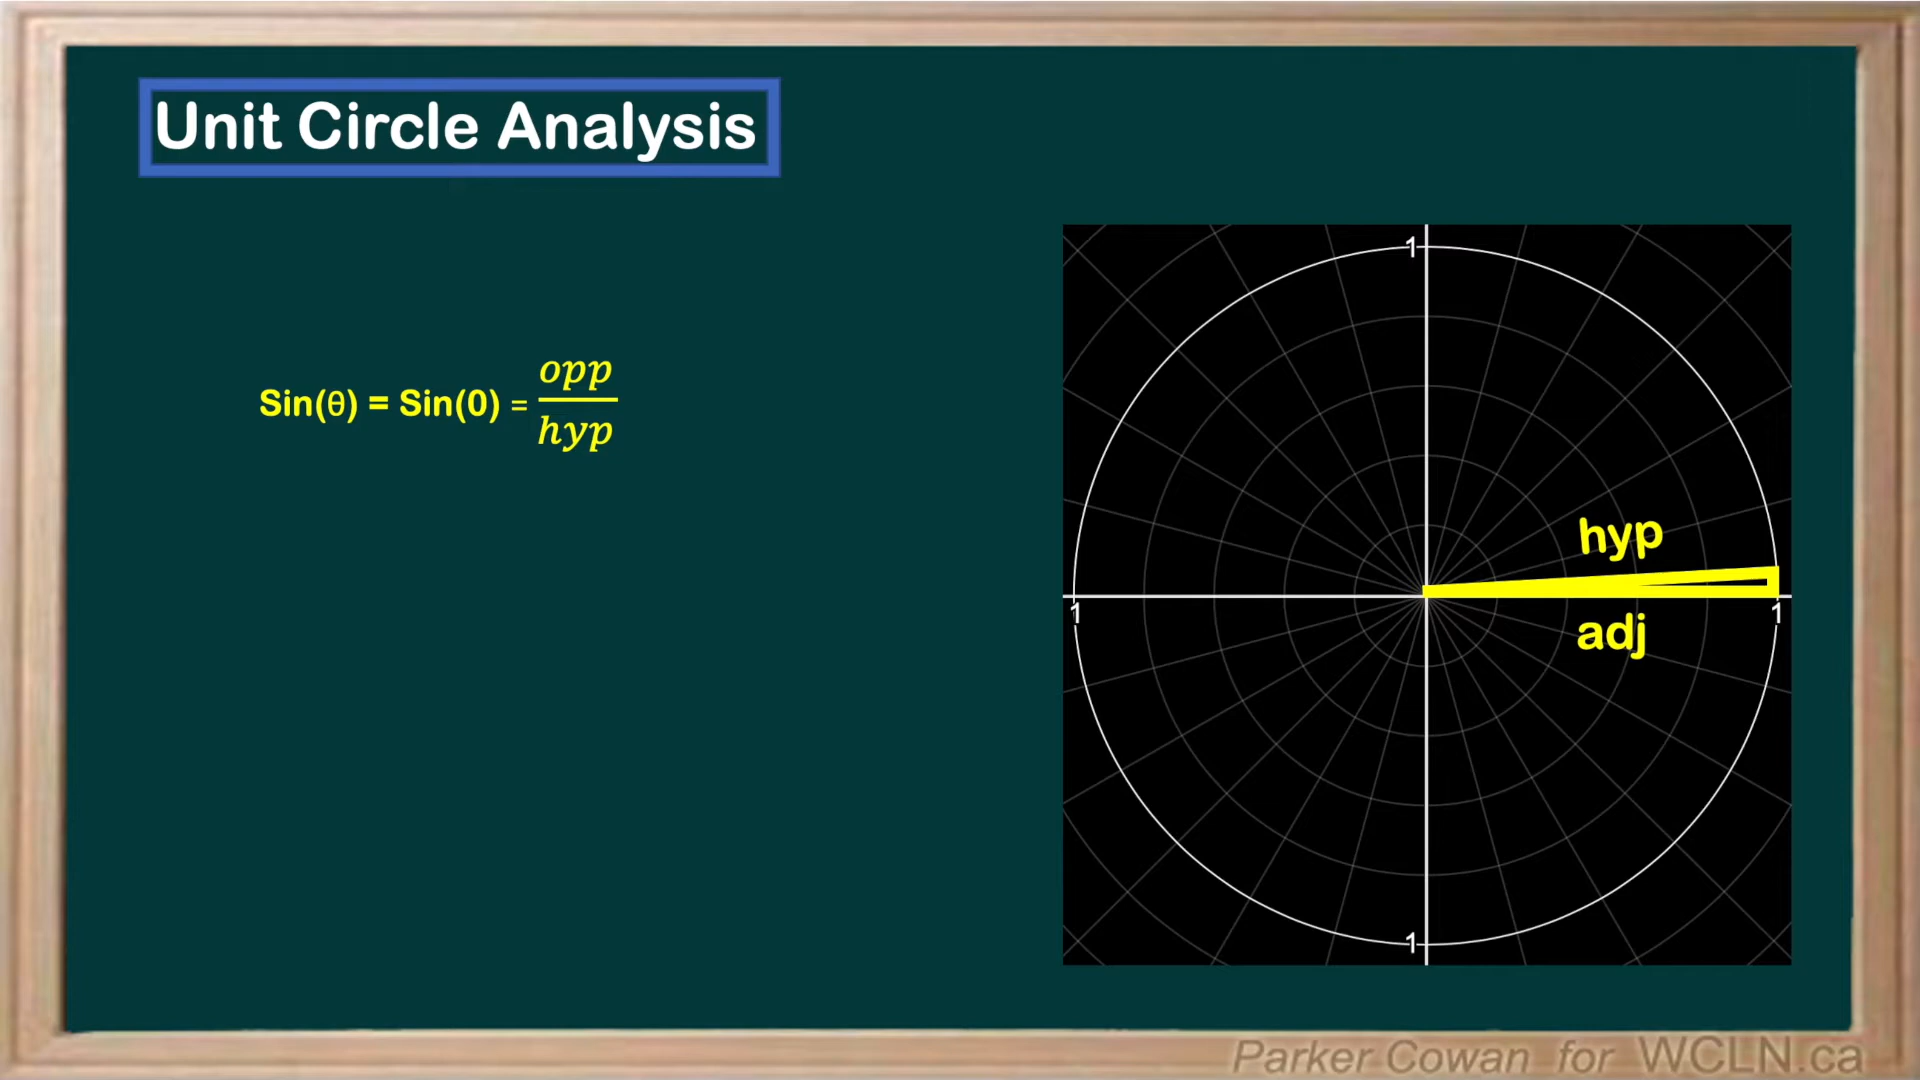 Unit Circle Analysis
1
Sin(θ) = Sin(0) = opp
hyp
hyp
1
1
adj
1
Parker Cowan for WCLN.ca